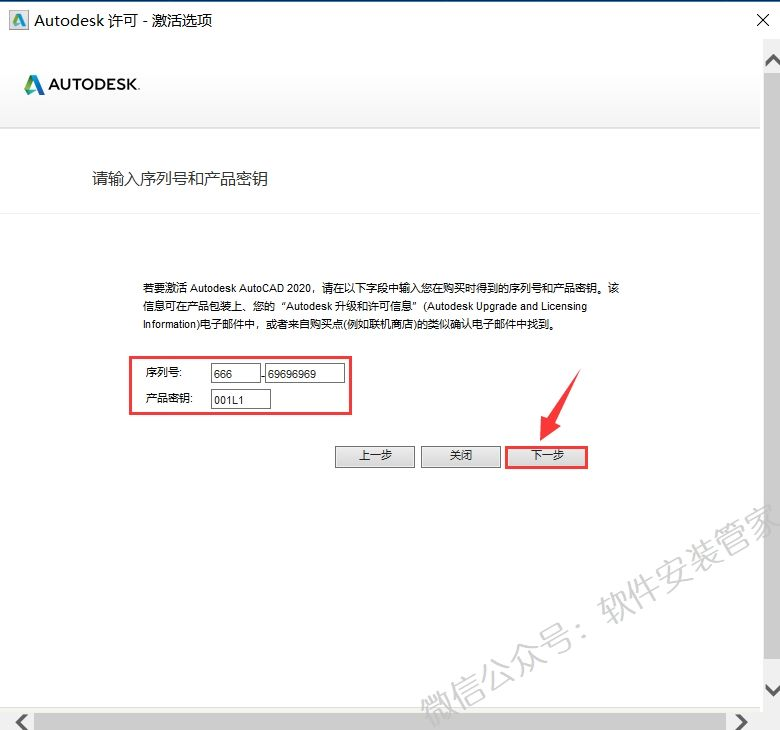 Autodesk 许可 - 激活选项
AUTODESK.
请输入序列号和产品密钥
若要激活 Autodesk AutoCAD 2020，请在以下字段中输入您在购买时得到的序列号和产品密钥。该
信息可在产品包装上、您的“Autodesk 升级和许可信息”(Autodesk Upgrade and Licensing
Information)电子邮件中，或者来自购买点(例如联机商店)的类似确认电子邮件中找到。
序列号: 666 - 69696969
产品密钥: 001L1
上一步 关闭 下一步
微信公众号：软件安装管家